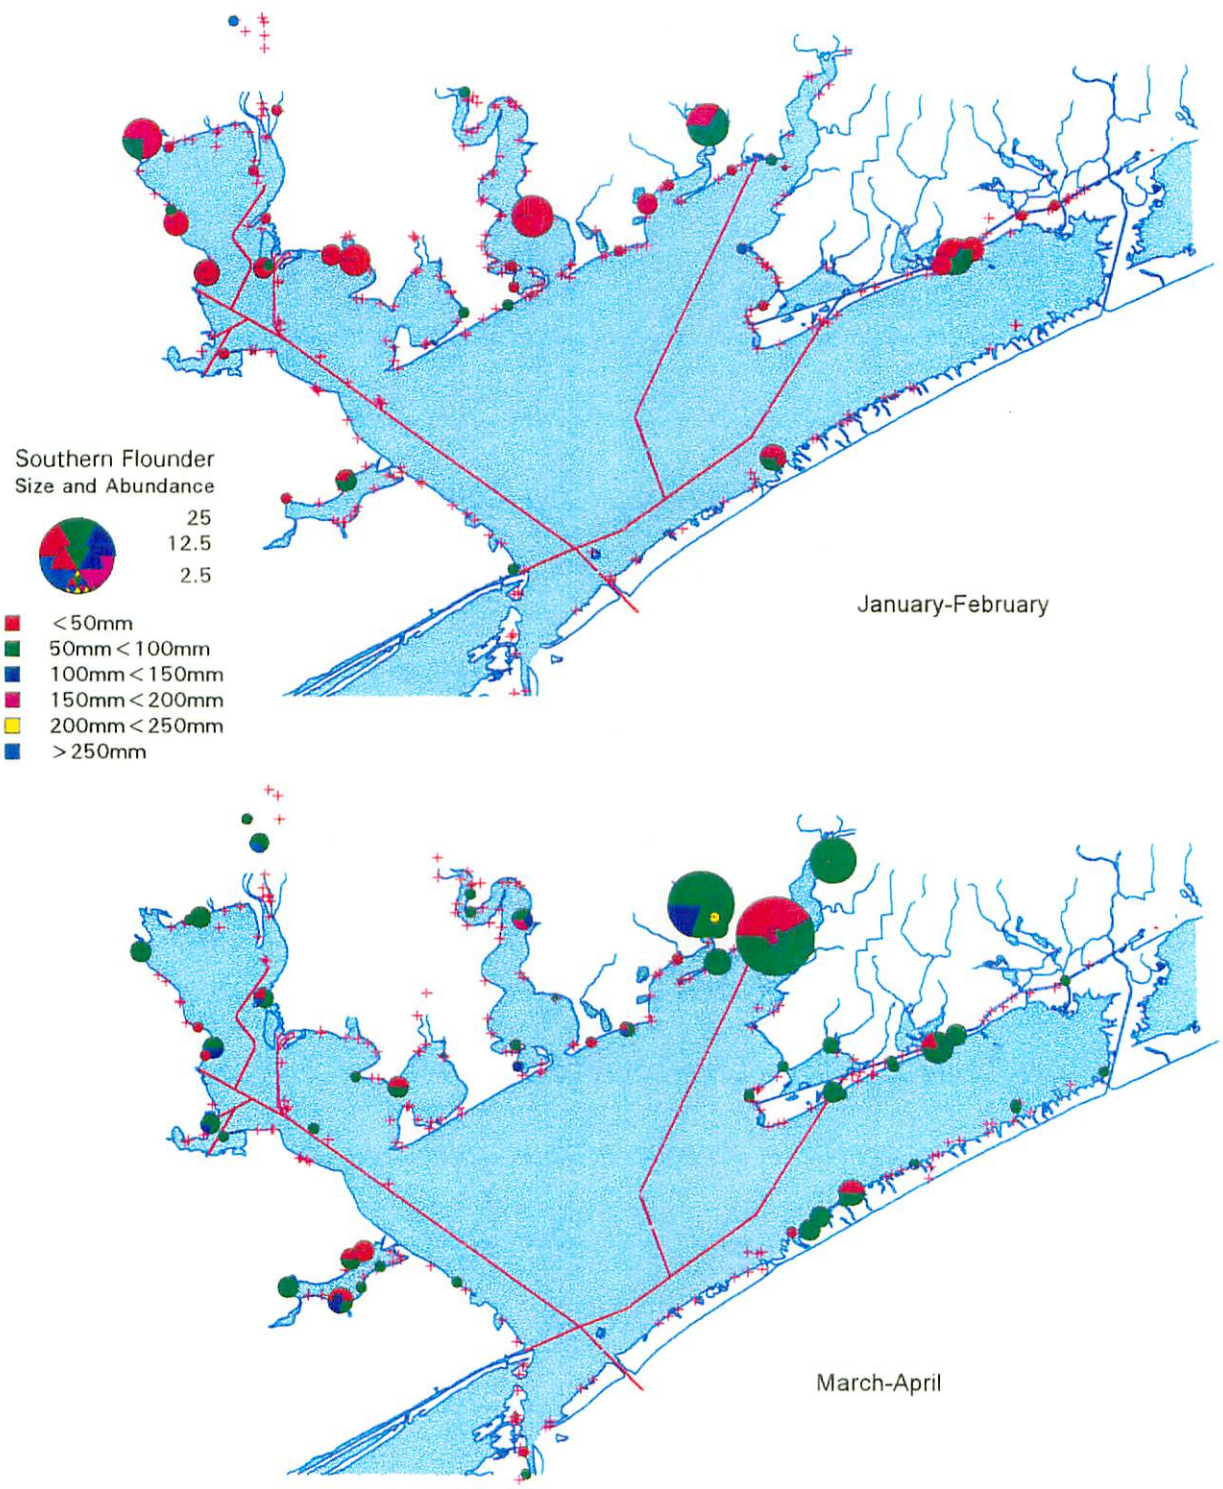 Southern Flounder
Size and Abundance
25
12.5
2.5
<50mm
50mm<100mm
100mm<150mm
150mm<200mm
200mm<250mm
>250mm
January-February
March-April